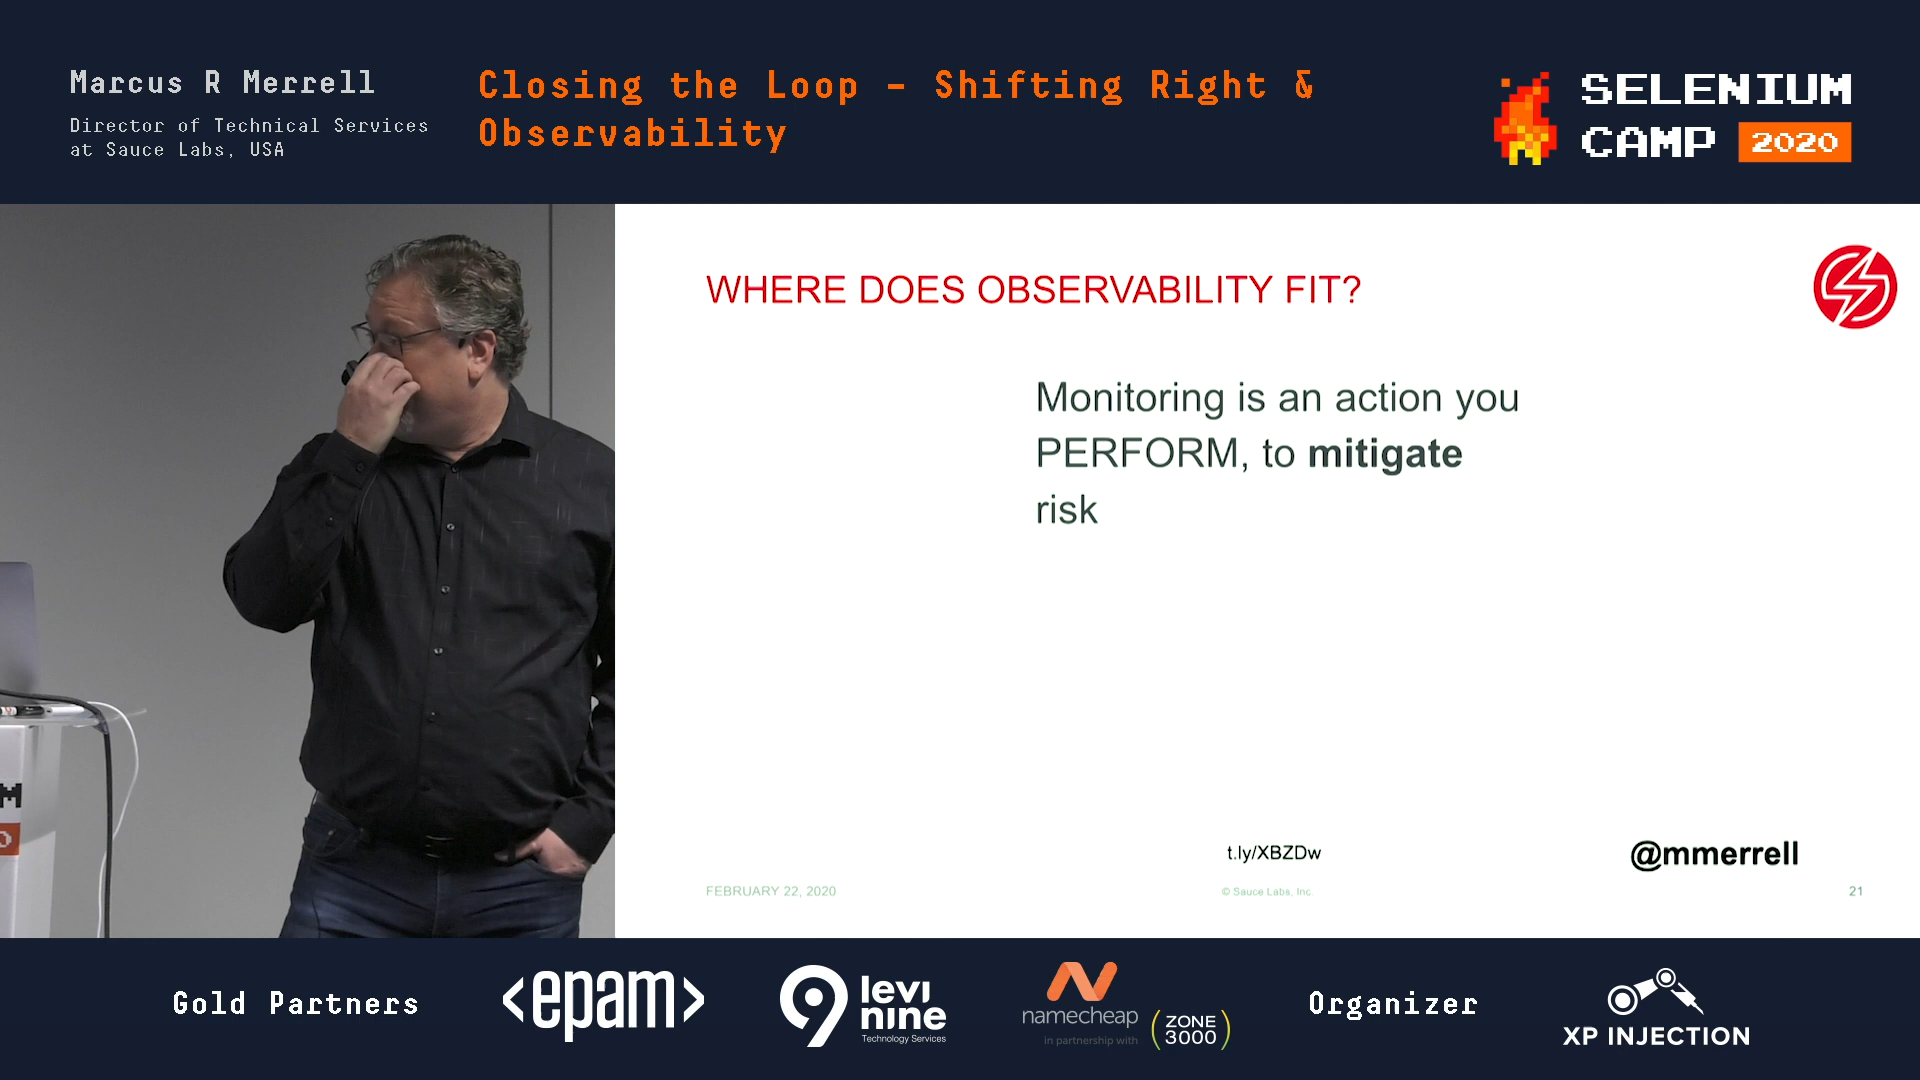 Marcus R Merrell
Director of Technical Services
at Sauce Labs, USA
Closing the Loop – Shifting Right &
Observability
SELENIUM
CAMP 2020
WHERE DOES OBSERVABILITY FIT?
Monitoring is an action you
PERFORM, to mitigate
risk
t.ly/XBZDw
@mmerrell
FEBRUARY 22, 2020
© Sauce Labs, Inc.
21
M
Gold Partners
<epam>
9 levi
nine
Technology Services
namecheap
in partnership with
(ZONE
3000)
Organizer
XP INJECTION